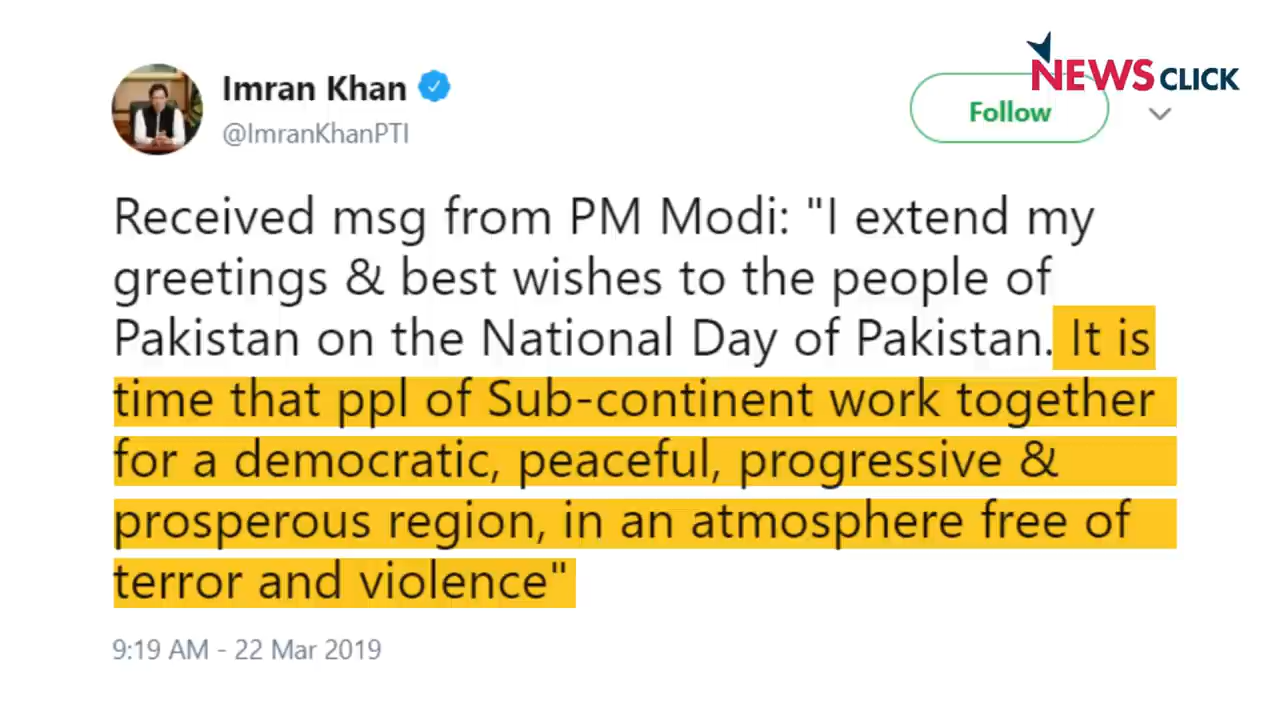 NEWSCLICK
Imran Khan
@ImranKhanPTI
Follow
Received msg from PM Modi: "I extend my
greetings & best wishes to the people of
Pakistan on the National Day of Pakistan. It is
time that ppl of Sub-continent work together
for a democratic, peaceful, progressive &
prosperous region, in an atmosphere free of
terror and violence"
9:19 AM - 22 Mar 2019